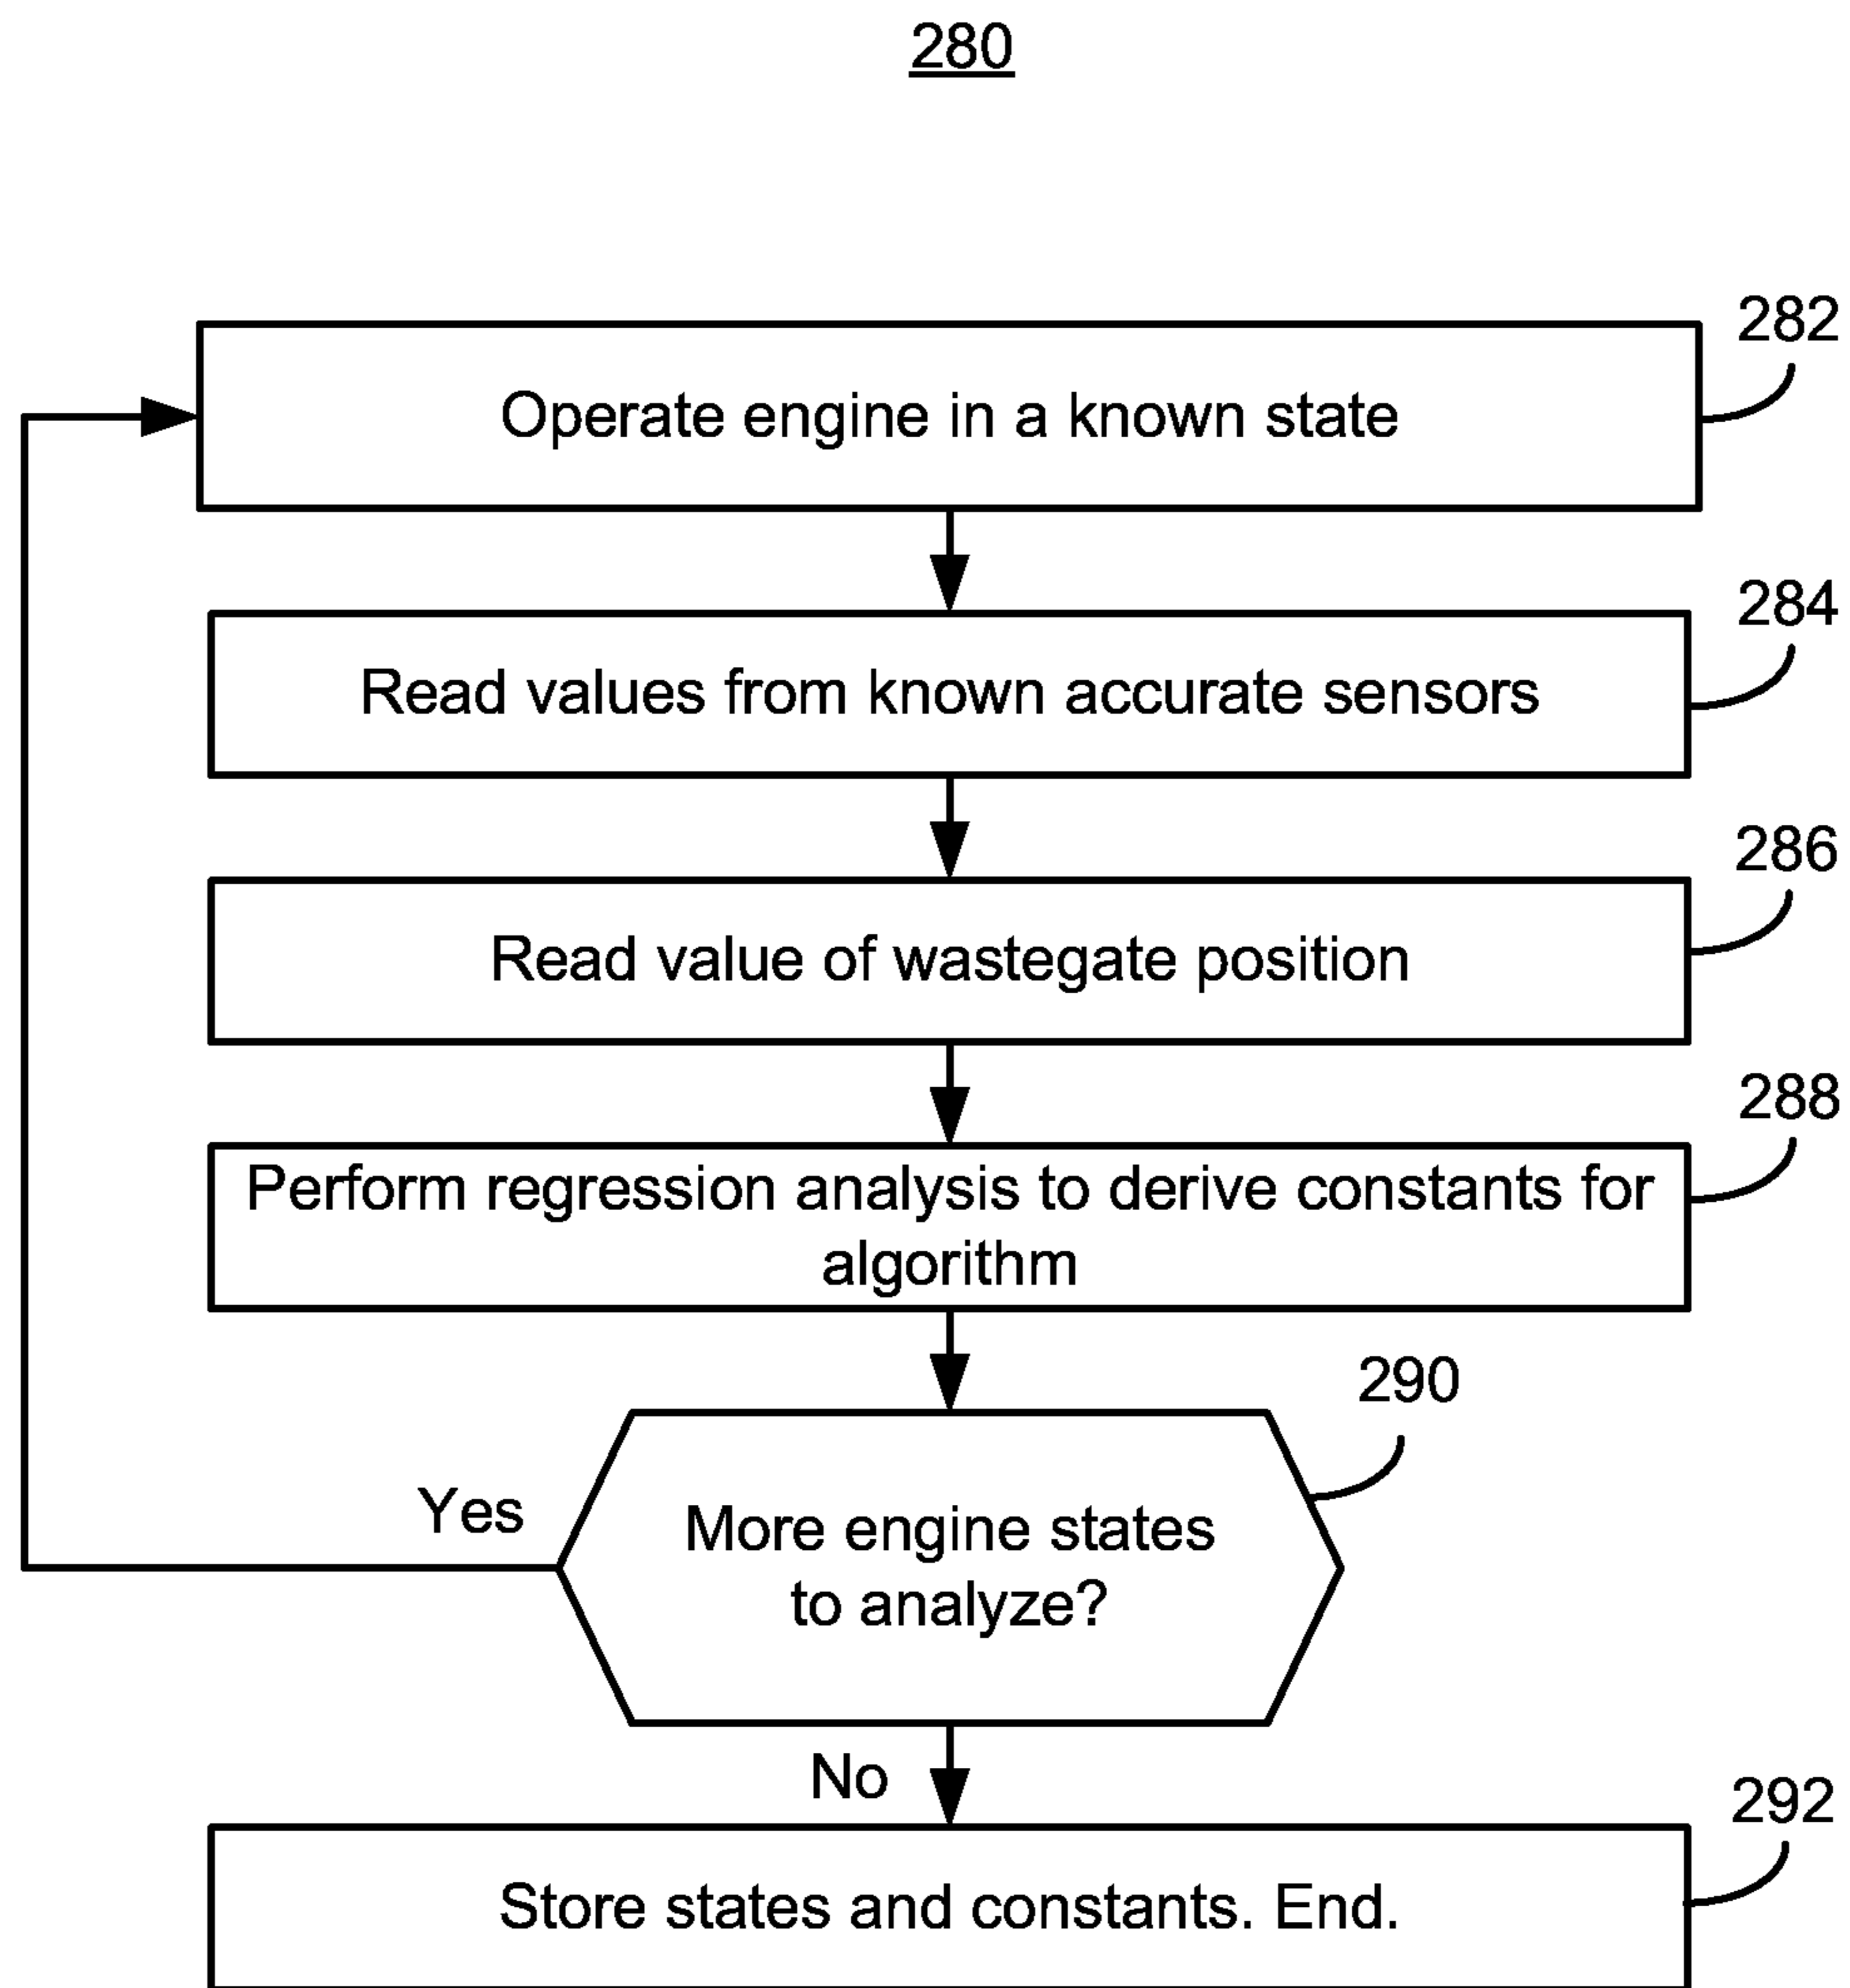 280
282
Operate engine in a known state
284
Read values from known accurate sensors
286
Read value of wastegate position
288
Perform regression analysis to derive constants for
algorithm
290
Yes
More engine states
to analyze?
No
292
Store states and constants. End.